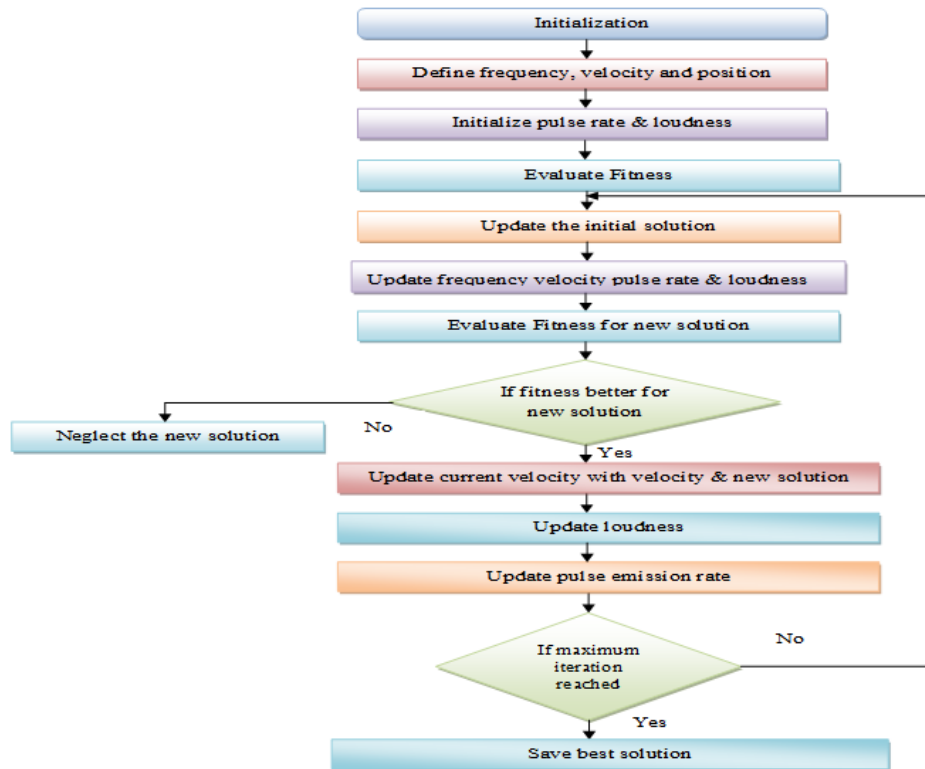 Initialization
Define frequency, velocity and position
Initialize pulse rate & loudness
Evaluate Fitness
Update the initial solution
Update frequency velocity pulse rate & loudness
Evaluate Fitness for new solution
If fitness better for
new solution
No
Neglect the new solution
Yes
Update current velocity with velocity & new solution
Update loudness
Update pulse emission rate
If maximum
iteration
reached
No
Yes
Save best solution